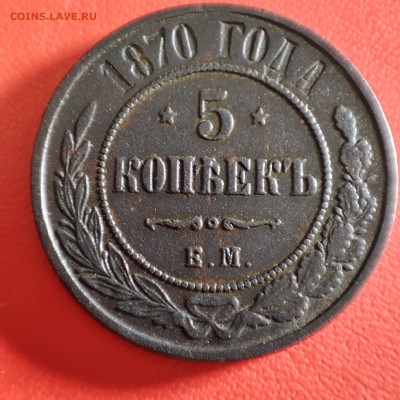 COINS.LAVE.RU
1870 ГОДА
5
КОПѢЕКЪ
Е.М.